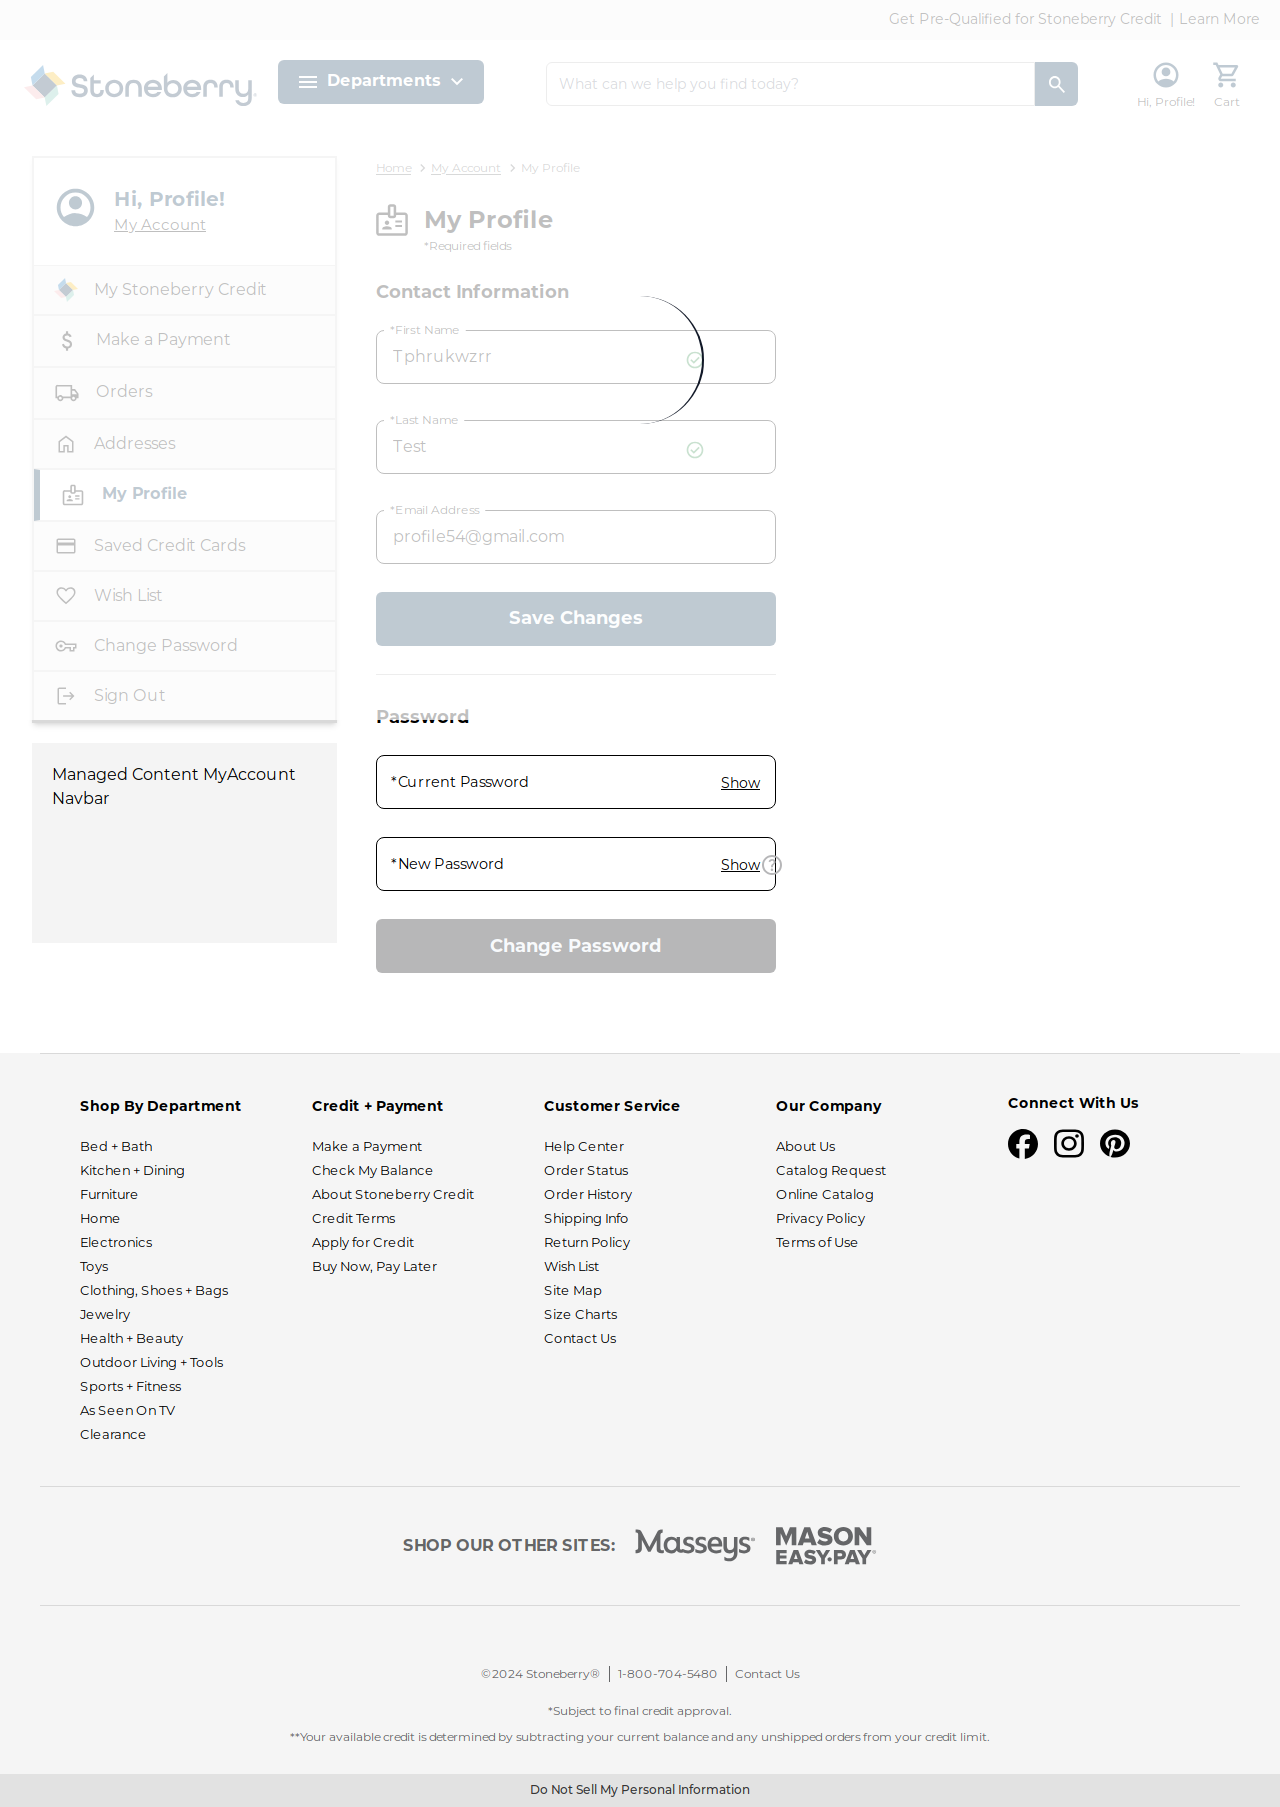 Get Pre-Qualified for Stoneberry Credit | Learn More
Stoneberry
Departments
What can we help you find today?
Hi, Profile!
Cart
Hi, Profile!
My Account
My Stoneberry Credit
Make a Payment
Orders
Addresses
My Profile
Saved Credit Cards
Wish List
Change Password
Sign Out
Managed Content MyAccount
Navbar
Home > My Account > My Profile
My Profile
*Required fields
Contact Information
*First Name
Tphrukwzrr
*Last Name
Test
*Email Address
profile54@gmail.com
Save Changes
Password
*Current Password Show
*New Password Show
Change Password
Shop By Department
Bed + Bath
Kitchen + Dining
Furniture
Home
Electronics
Toys
Clothing, Shoes + Bags
Jewelry
Health + Beauty
Outdoor Living + Tools
Sports + Fitness
As Seen On TV
Clearance
Credit + Payment
Make a Payment
Check My Balance
About Stoneberry Credit
Credit Terms
Apply for Credit
Buy Now, Pay Later
Customer Service
Help Center
Order Status
Order History
Shipping Info
Return Policy
Wish List
Site Map
Size Charts
Contact Us
Our Company
About Us
Catalog Request
Online Catalog
Privacy Policy
Terms of Use
Connect With Us
SHOP OUR OTHER SITES:
Masseys®
MASON
EASY•PAY®
©2024 Stoneberry® | 1-800-704-5480 | Contact Us
*Subject to final credit approval.
**Your available credit is determined by subtracting your current balance and any unshipped orders from your credit limit.
Do Not Sell My Personal Information